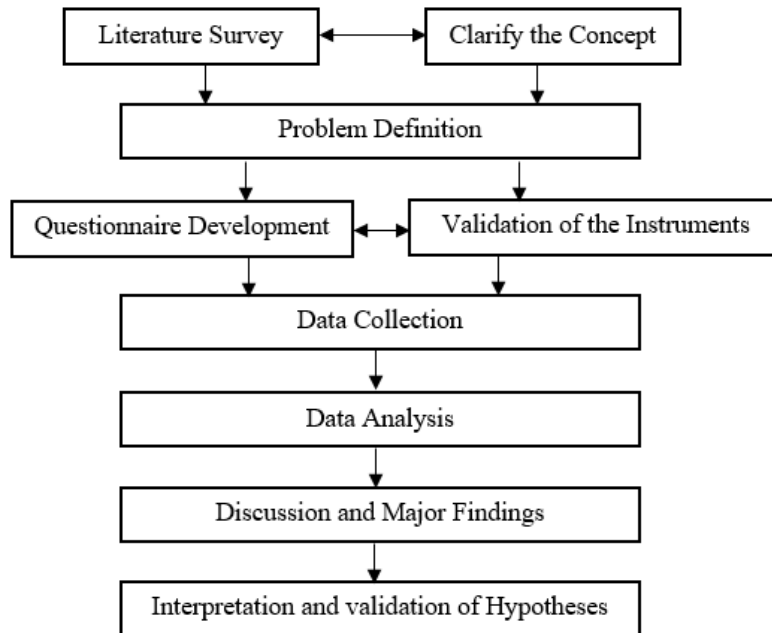 Literature Survey
Clarify the Concept
Problem Definition
Questionnaire Development
Validation of the Instruments
Data Collection
Data Analysis
Discussion and Major Findings
Interpretation and validation of Hypotheses